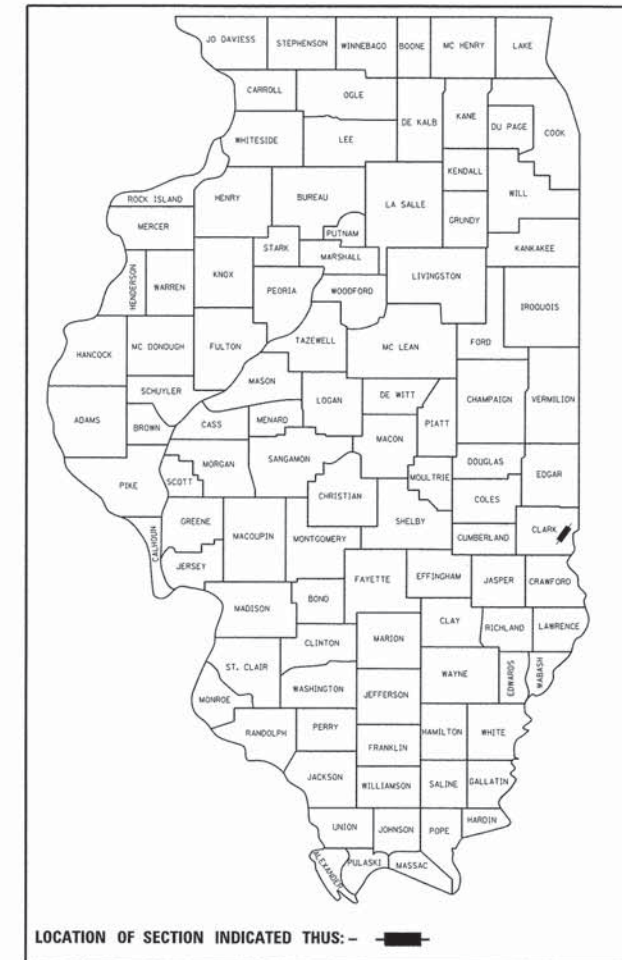 JO DAVIESS STEPHENSON WINNEBAGO BOONE MC HENRY LAKE
CARROLL OGLE DE KALB KANE DU PAGE COOK
WHITESIDE LEE KENDALL WILL
ROCK ISLAND HENRY BUREAU LA SALLE GRUNDY
MERCER STARK PUTNAM MARSHALL KANKAKEE
HENDERSON WARREN KNOX PEORIA WOODFORD LIVINGSTON IROQUOIS
HANCOCK MC DONOUGH FULTON TAZEWELL MC LEAN FORD
SCHUYLER MASON LOGAN DE WITT CHAMPAIGN VERMILION
ADAMS BROWN CASS MENARD MACON PIATT
PIKE SCOTT MORGAN SANGAMON CHRISTIAN MOULTRIE DOUGLAS EDGAR
COLES
CALHOUN GREENE MACOUPIN MONTGOMERY SHELBY CUMBERLAND CLARK
JERSEY FAYETTE EFFINGHAM JASPER CRAWFORD
MADISON BOND CLAY RICHLAND LAWRENCE
CLINTON MARION
ST. CLAIR WAYNE EDWARDS WABASH
MONROE WASHINGTON JEFFERSON
RANDOLPH PERRY HAMILTON WHITE
FRANKLIN
JACKSON WILLIAMSON SALINE GALLATIN
UNION JOHNSON POPE HARDIN
ALEXANDER PULASKI MASSAC
LOCATION OF SECTION INDICATED THUS: -